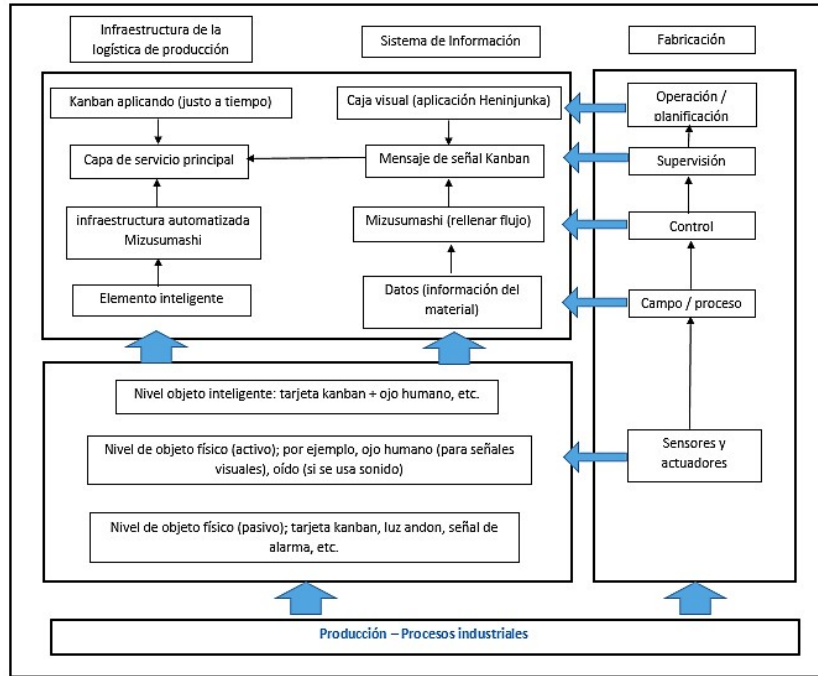 Infraestructura de la
logística de producción
Sistema de Información
Fabricación
Kanban aplicando (justo a tiempo)
Caja visual (aplicación Heninjunka)
Operación /
planificación
Capa de servicio principal
Mensaje de señal Kanban
Supervisión
infraestructura automatizada
Mizusumashi
Mizusumashi (rellenar flujo)
Control
Elemento inteligente
Datos (información del
material)
Campo / proceso
Nivel objeto inteligente: tarjeta kanban + ojo humano, etc.
Nivel de objeto físico (activo); por ejemplo, ojo humano (para señales
visuales), oído (si se usa sonido)
Sensores y
actuadores
Nivel de objeto físico (pasivo); tarjeta kanban, luz andon, señal de
alarma, etc.
Producción – Procesos industriales